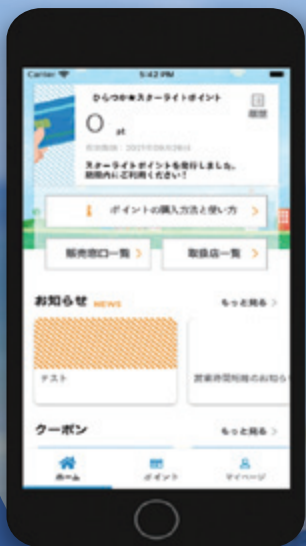 Carrier 5:42 PM
ひらつか★スターライトポイント
0 pt
履歴
スターライトポイントを発行しました。
期間内にご利用ください！
ポイントの購入方法と使い方 >
販売窓口一覧 >
取扱店一覧 >
お知らせ NEWS もっと見る >
テスト
営業時間短縮のお知らせ
クーポン もっと見る >
ホーム
ポイント
マイページ